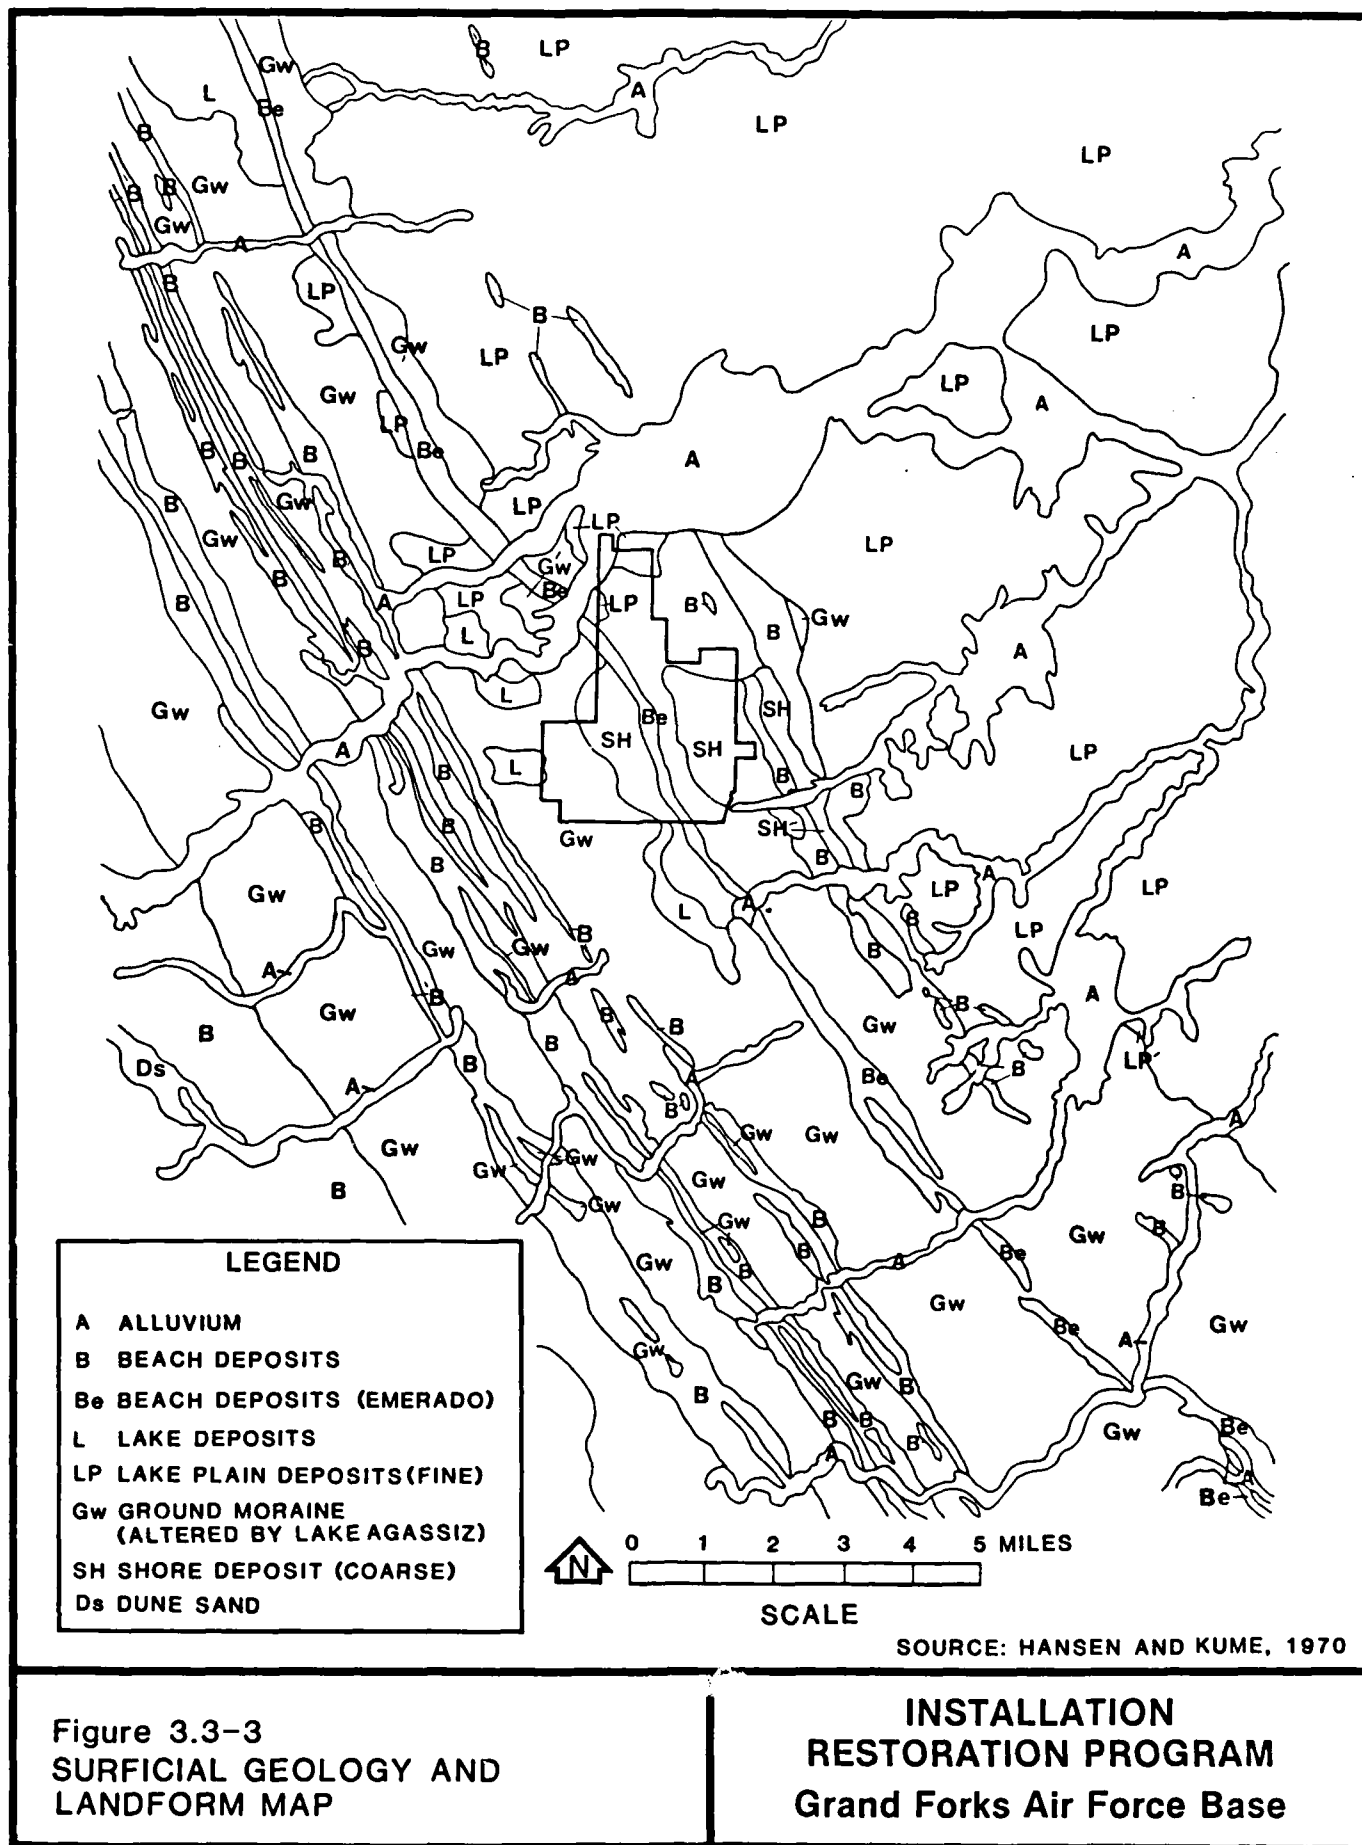 B LP
Gw
L A
Be
LP
B
LP
B B Gw
Gw
A
A
B
LP
B
LP
Gw
LP
LP
Gw
A
LP
Be
B B B
A
B Gw
LP
LP
Gw
LP
LP
B
Gw
B
Be
LP
LP
B
B
A
B
Gw
L
B
A
L
Gw
SH
Be
SH
SH
A
LP
L
B
B
B
B
B
SH
Gw
B
B
Gw
A
LP
LP
L
A
B
B
B
LP
Gw
Gw
A
A
B
B
A
Gw
B
B
Gw
B
B
B
LP
Ds
B
B
Be
A
A
B
A
Gw
Gw
Gw
Gw
Gw
Gw
B
B
Gw
B
Gw
B
Gw
B
B
Be
Gw
A
B
B
Gw
Be
A
Gw
Gw
Gw
B
B
B
B
B
Gw
Be
A
A
Be
LEGEND
A ALLUVIUM
B BEACH DEPOSITS
Be BEACH DEPOSITS (EMERADO)
L LAKE DEPOSITS
LP LAKE PLAIN DEPOSITS(FINE)
Gw GROUND MORAINE
(ALTERED BY LAKE AGASSIZ)
SH SHORE DEPOSIT (COARSE)
Ds DUNE SAND
N
0 1 2 3 4 5 MILES
SCALE
SOURCE: HANSEN AND KUME, 1970
Figure 3.3-3
SURFICIAL GEOLOGY AND
LANDFORM MAP
INSTALLATION
RESTORATION PROGRAM
Grand Forks Air Force Base